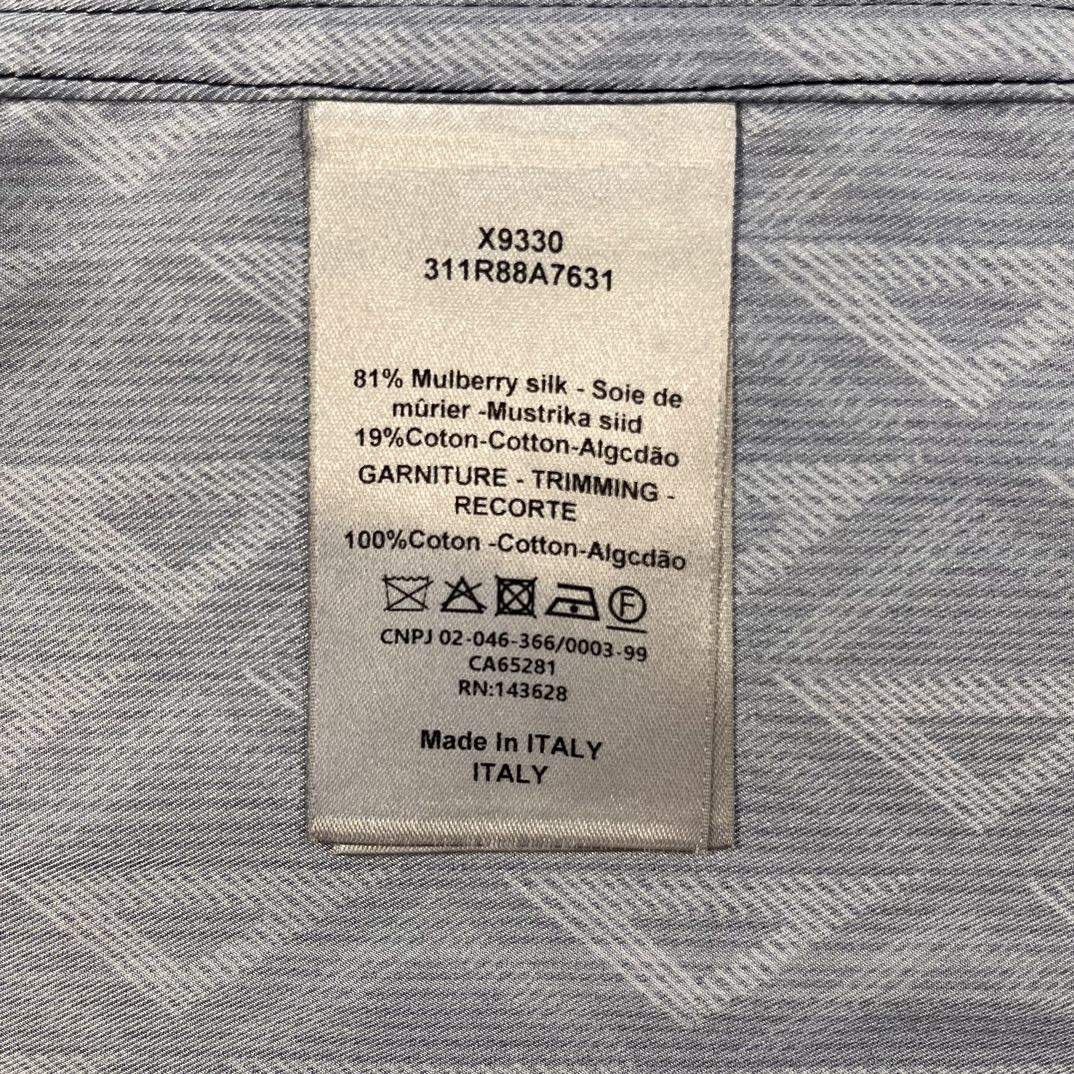 X9330
311R88A7631
81% Mulberry silk - Soie de
mûrier -Mustrika siid
19%Coton-Cotton-Algcdão
GARNITURE - TRIMMING -
RECORTE
100%Coton -Cotton-Algcdão
F
CNPJ 02-046-366/0003-99
CA65281
RN:143628
Made In ITALY
ITALY